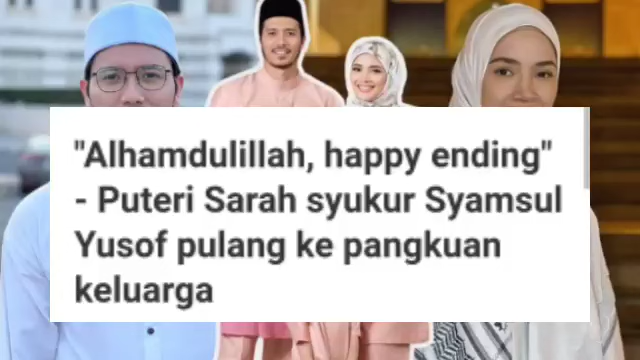 "Alhamdulillah, happy ending"
- Puteri Sarah syukur Syamsul
Yusof pulang ke pangkuan
keluarga